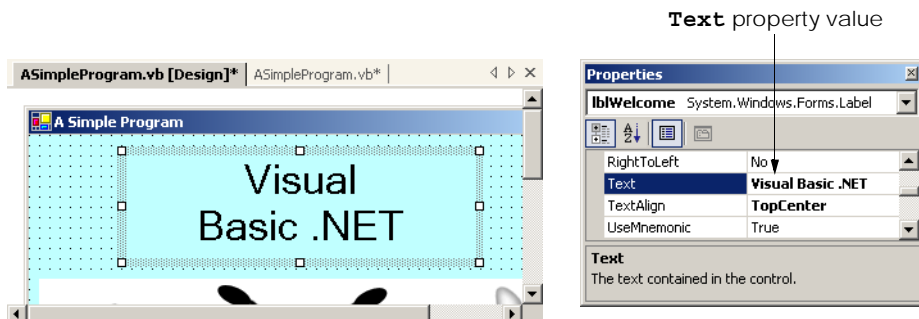 Text property value
ASimpleProgram.vb [Design]* ASimpleProgram.vb*
A Simple Program
Visual
Basic .NET
Properties
lblWelcome System.Windows.Forms.Label
RightToLeft No
Text Visual Basic .NET
TextAlign TopCenter
UseMnemonic True
Text
The text contained in the control.